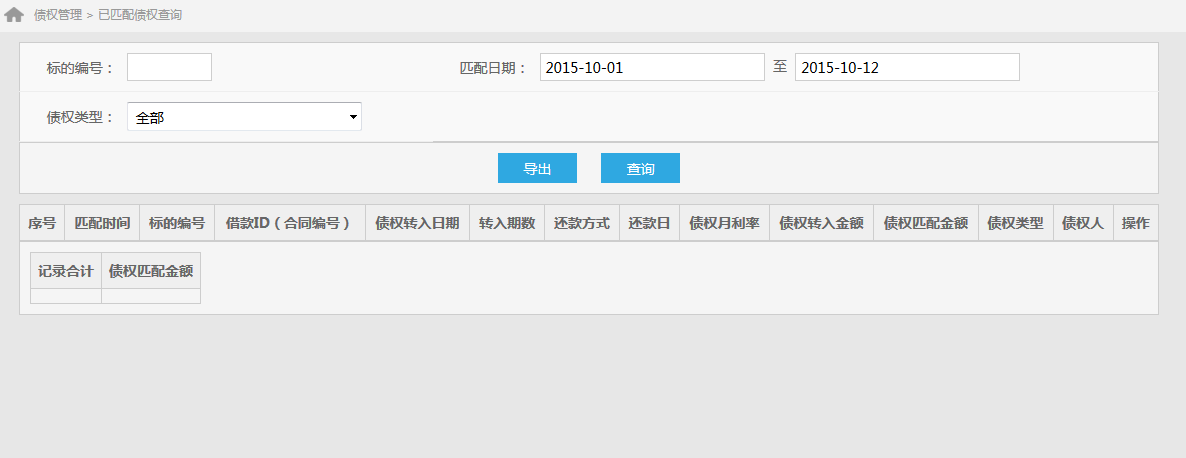 债权管理 > 已匹配债权查询
标的编号： 匹配日期： 2015-10-01 至 2015-10-12
债权类型： 全部
导出 查询
序号 匹配时间 标的编号 借款ID（合同编号） 债权转入日期 转入期数 还款方式 还款日 债权月利率 债权转入金额 债权匹配金额 债权类型 债权人 操作
记录合计 债权匹配金额